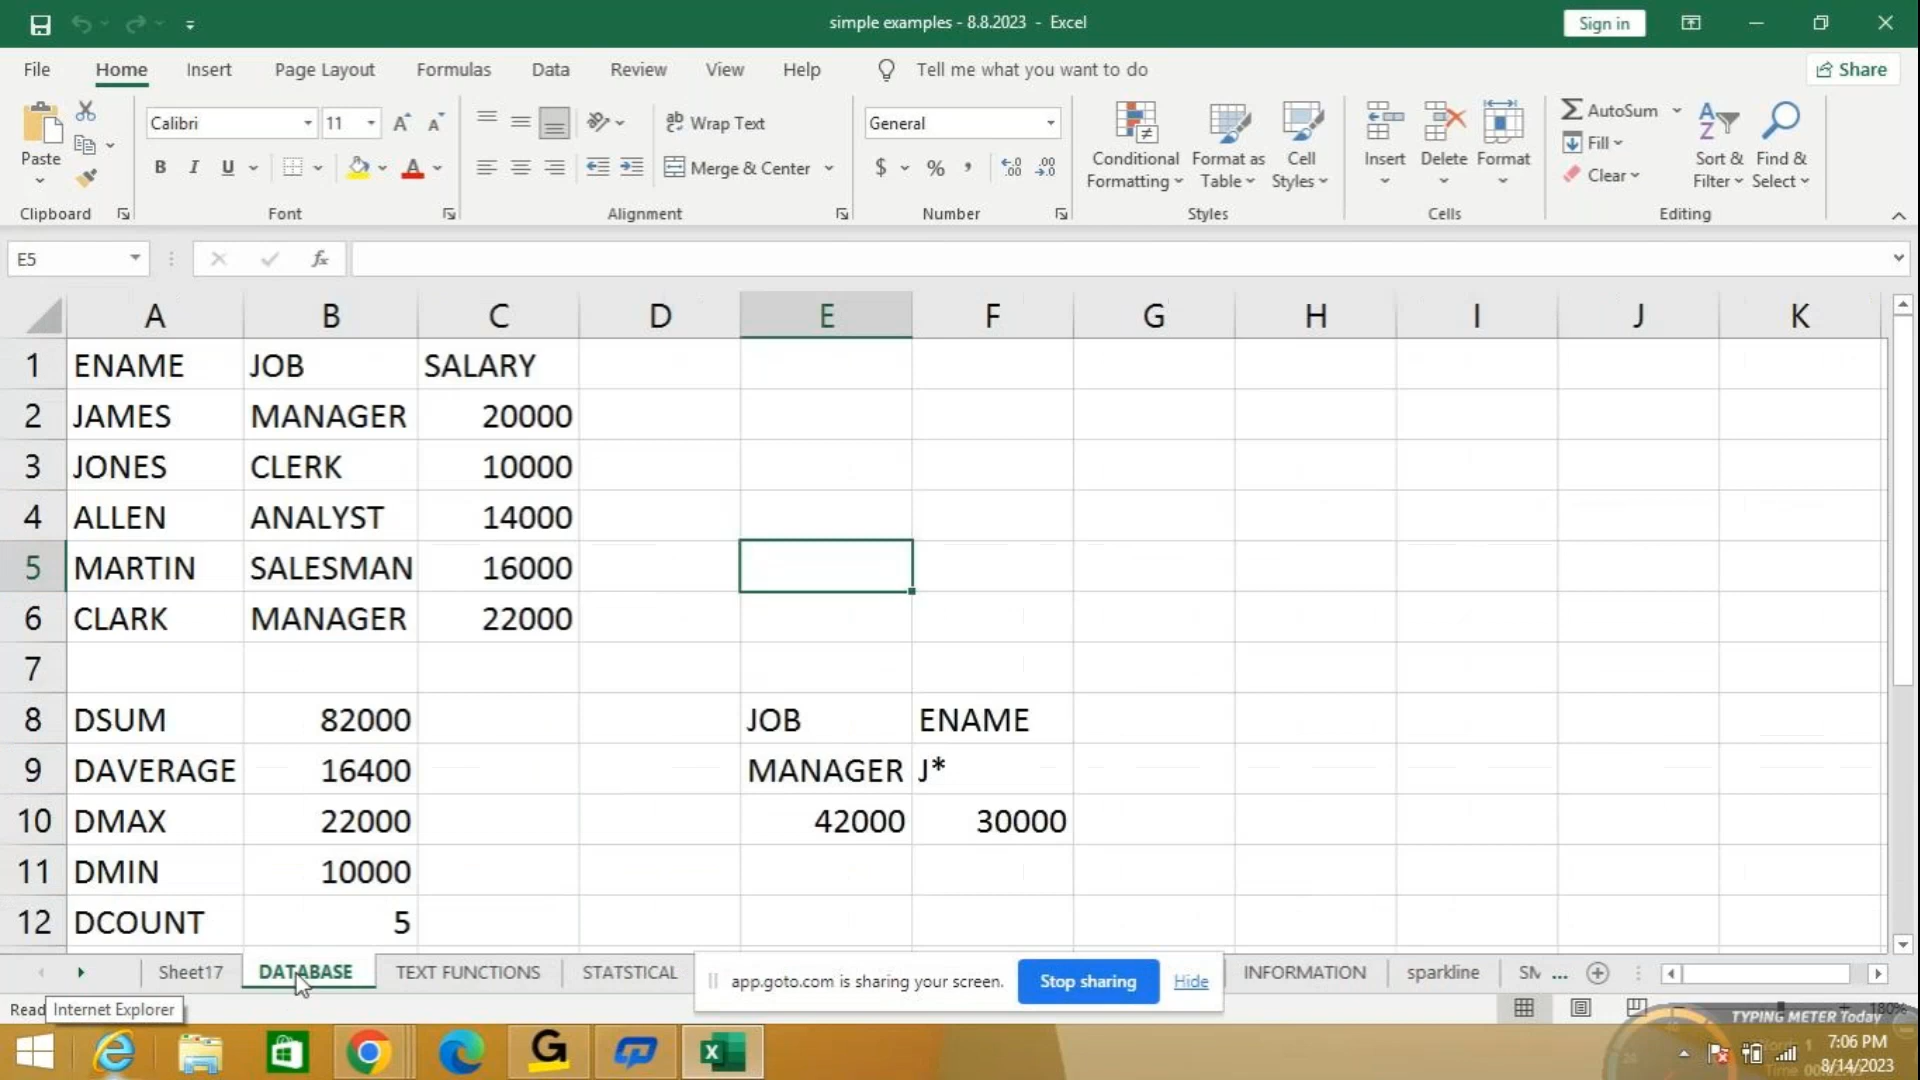 simple examples - 8.8.2023 - Excel
Sign in
File Home Insert Page Layout Formulas Data Review View Help Tell me what you want to do
Share
Paste
Calibri 11
B I U
Wrap Text
Merge & Center
General
$ % ,
Conditional Formatting
Format as Table
Cell Styles
Insert Delete Format
AutoSum
Fill
Clear
Sort & Filter
Find & Select
Clipboard Font Alignment Number Styles Cells Editing
E5 fx
A B C D E F G H I J K
1 ENAME JOB SALARY
2 JAMES MANAGER 20000
3 JONES CLERK 10000
4 ALLEN ANALYST 14000
5 MARTIN SALESMAN 16000
6 CLARK MANAGER 22000
7
8 DSUM 82000 JOB ENAME
9 DAVERAGE 16400 MANAGER J*
10 DMAX 22000 42000 30000
11 DMIN 10000
12 DCOUNT 5
Sheet17 DATABASE TEXT FUNCTIONS STATSTICAL INFORMATION sparkline
app.goto.com is sharing your screen. Stop sharing Hide
Read Internet Explorer
180%
TYPING METER Today
7:06 PM
8/14/2023